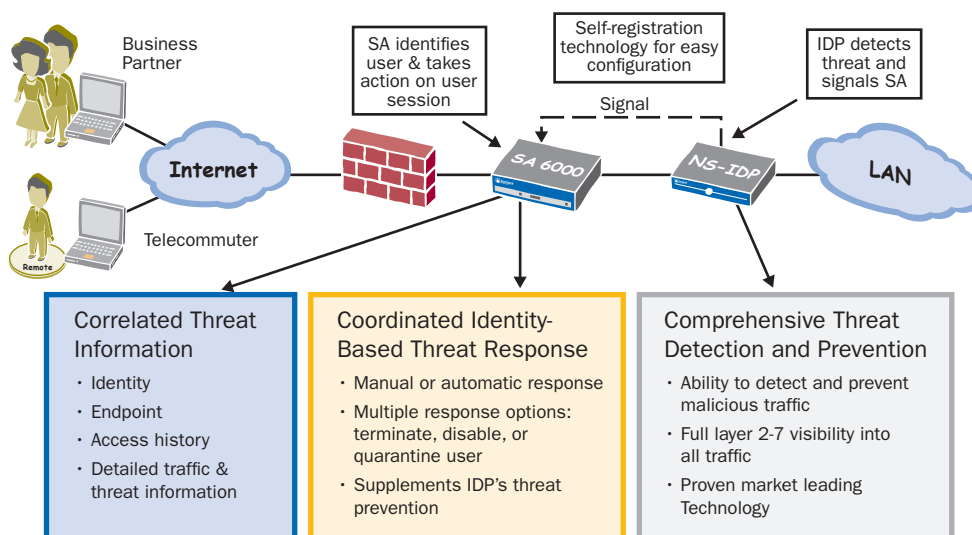 Business
Partner
SA identifies
user & takes
action on user
session
Self-registration
technology for easy
configuration
IDP detects
threat and
signals SA
Signal
Internet
SA 6000
NS-IDP
LAN
Telecommuter
Remote
Correlated Threat
Information
· Identity
· Endpoint
· Access history
· Detailed traffic &
threat information
Coordinated Identity-
Based Threat Response
· Manual or automatic response
· Multiple response options:
terminate, disable, or
quarantine user
· Supplements IDP's threat
prevention
Comprehensive Threat
Detection and Prevention
· Ability to detect and prevent
malicious traffic
· Full layer 2-7 visibility into
all traffic
· Proven market leading
Technology